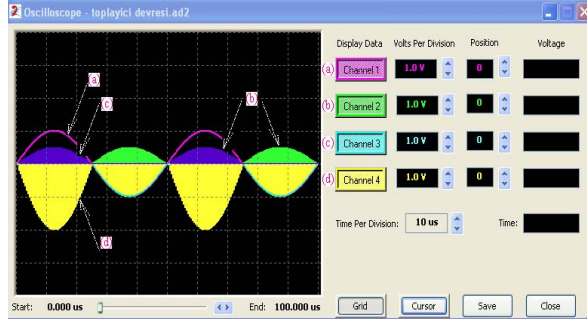 Oscilloscope - toplayici devresi.ad2
Display Data Volts Per Division Position Voltage
(a) Channel 1 1.0 V 0
(b) Channel 2 1.0 V 0
(c) Channel 3 1.0 V 0
(d) Channel 4 1.0 V 0
(a)
(c)
(b)
(d)
Time Per Division: 10 us Time:
Start: 0.000 us End: 100.000 us Grid Cursor Save Close